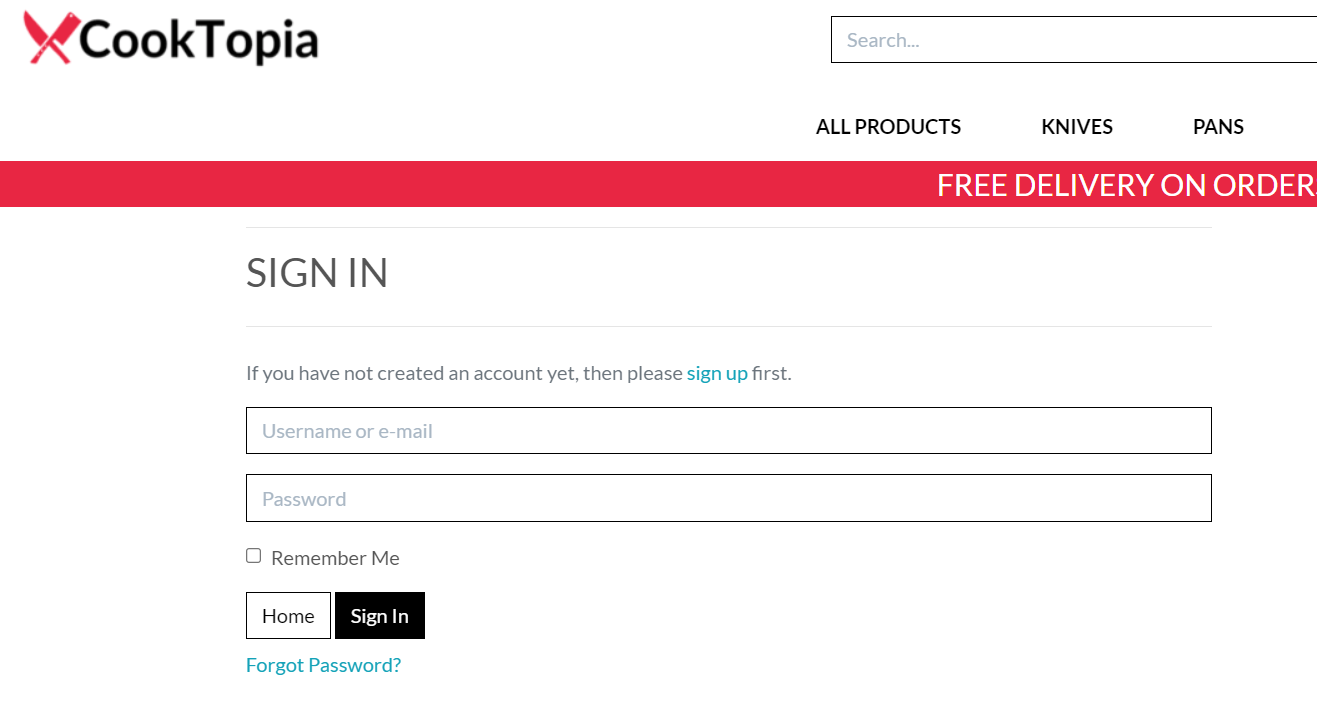 CookTopia
Search...
ALL PRODUCTS KNIVES PANS
FREE DELIVERY ON ORDER
SIGN IN
If you have not created an account yet, then please sign up first.
Username or e-mail
Password
Remember Me
Home Sign In
Forgot Password?